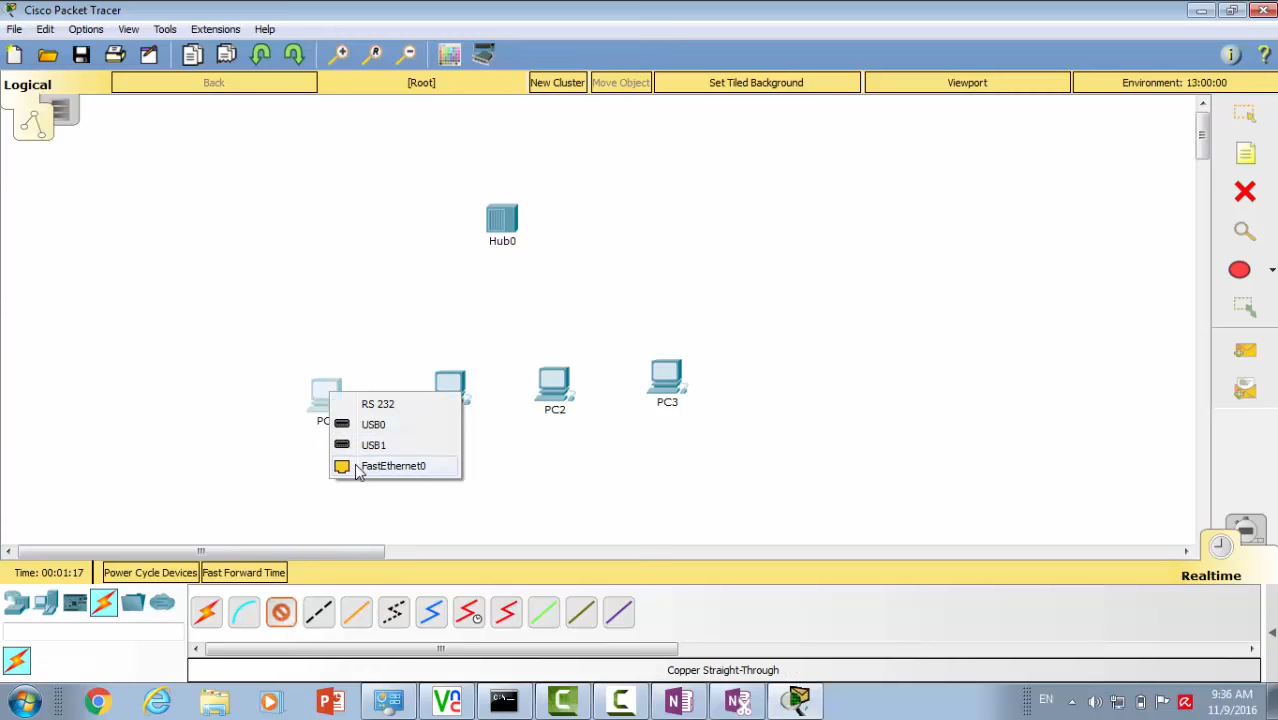 Cisco Packet Tracer
File Edit Options View Tools Extensions Help
Logical
Back
[Root]
New Cluster
Move Object
Set Tiled Background
Viewport
Environment: 13:00:00
Hub0
PC
PC2
PC3
RS 232
USB0
USB1
FastEthernet0
Time: 00:01:17
Power Cycle Devices
Fast Forward Time
Realtime
Copper Straight-Through
EN
9:36 AM
11/9/2016